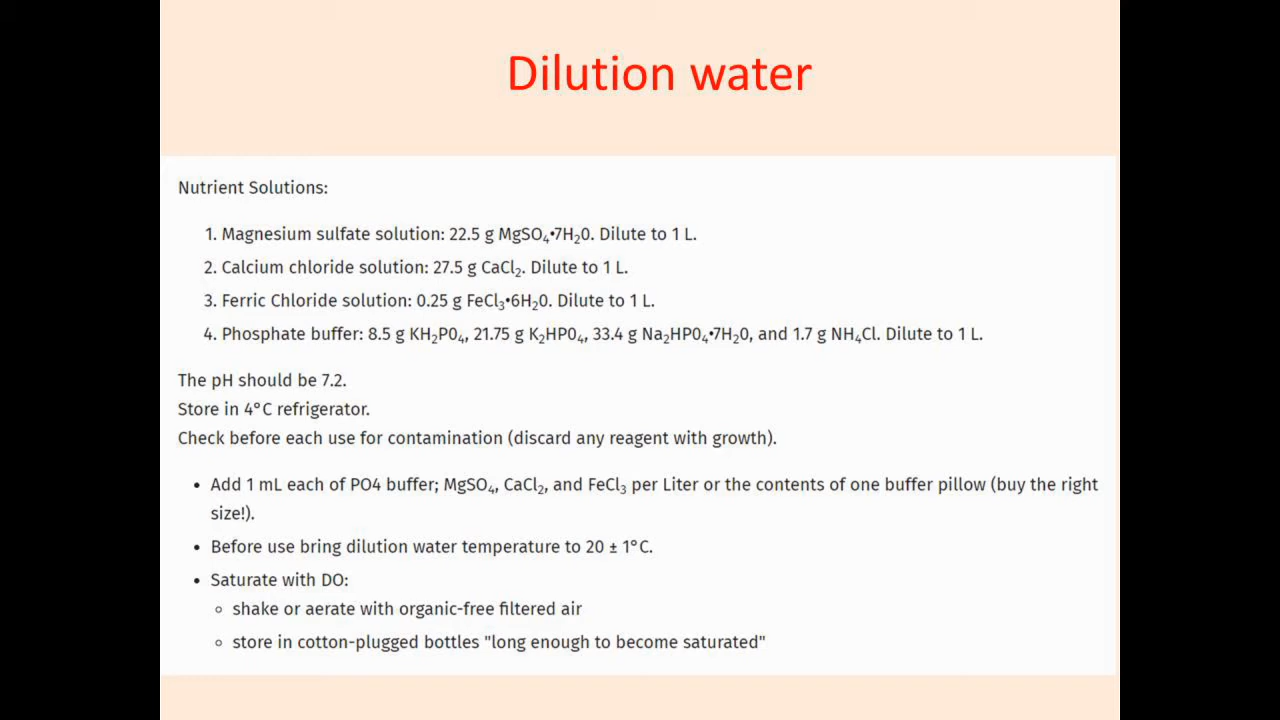 Dilution water
Nutrient Solutions:
1. Magnesium sulfate solution: 22.5 g MgSO₄•7H₂0. Dilute to 1 L.
2. Calcium chloride solution: 27.5 g CaCl₂. Dilute to 1 L.
3. Ferric Chloride solution: 0.25 g FeCl₃•6H₂0. Dilute to 1 L.
4. Phosphate buffer: 8.5 g KH₂P0₄, 21.75 g K₂HP0₄, 33.4 g Na₂HP0₄•7H₂0, and 1.7 g NH₄Cl. Dilute to 1 L.
The pH should be 7.2.
Store in 4°C refrigerator.
Check before each use for contamination (discard any reagent with growth).
• Add 1 mL each of PO4 buffer; MgSO₄, CaCl₂, and FeCl₃ per Liter or the contents of one buffer pillow (buy the right
size!).
• Before use bring dilution water temperature to 20 ± 1°C.
• Saturate with DO:
◦ shake or aerate with organic-free filtered air
◦ store in cotton-plugged bottles "long enough to become saturated"